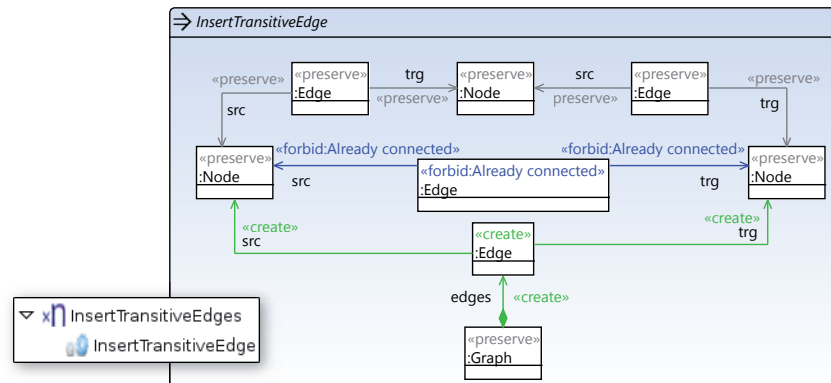 InsertTransitiveEdge
«preserve»
:Edge
trg
«preserve»
«preserve»
:Node
src
preserve»
«preserve»
:Edge
«preserve»
src
«preserve»
trg
«preserve»
:Node
«forbid:Already connected»
src
«forbid:Already connected»
:Edge
«forbid:Already connected»
trg
«preserve»
:Node
«create»
src
«create»
:Edge
«create»
trg
edges «create»
«preserve»
:Graph
xn InsertTransitiveEdges
InsertTransitiveEdge